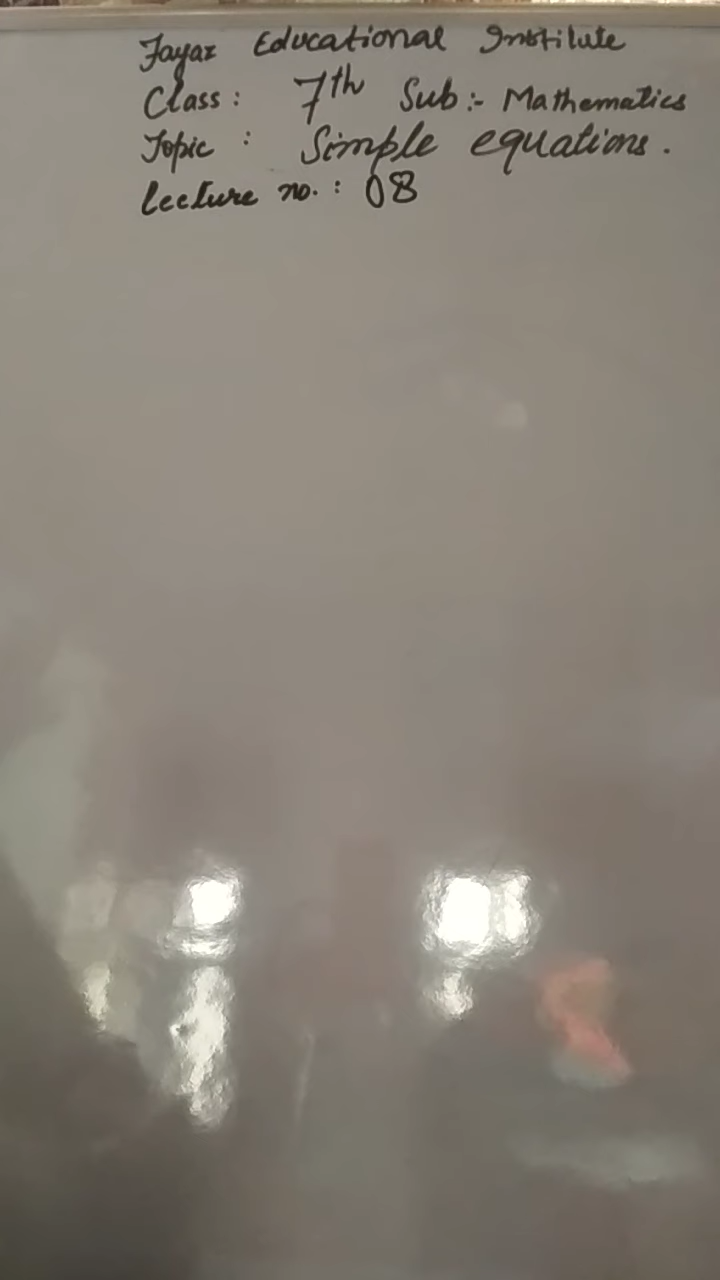 Fayaz Educational Institute
Class: 7th Sub:- Mathematics
Topic : Simple equations.
Lecture no. : 08